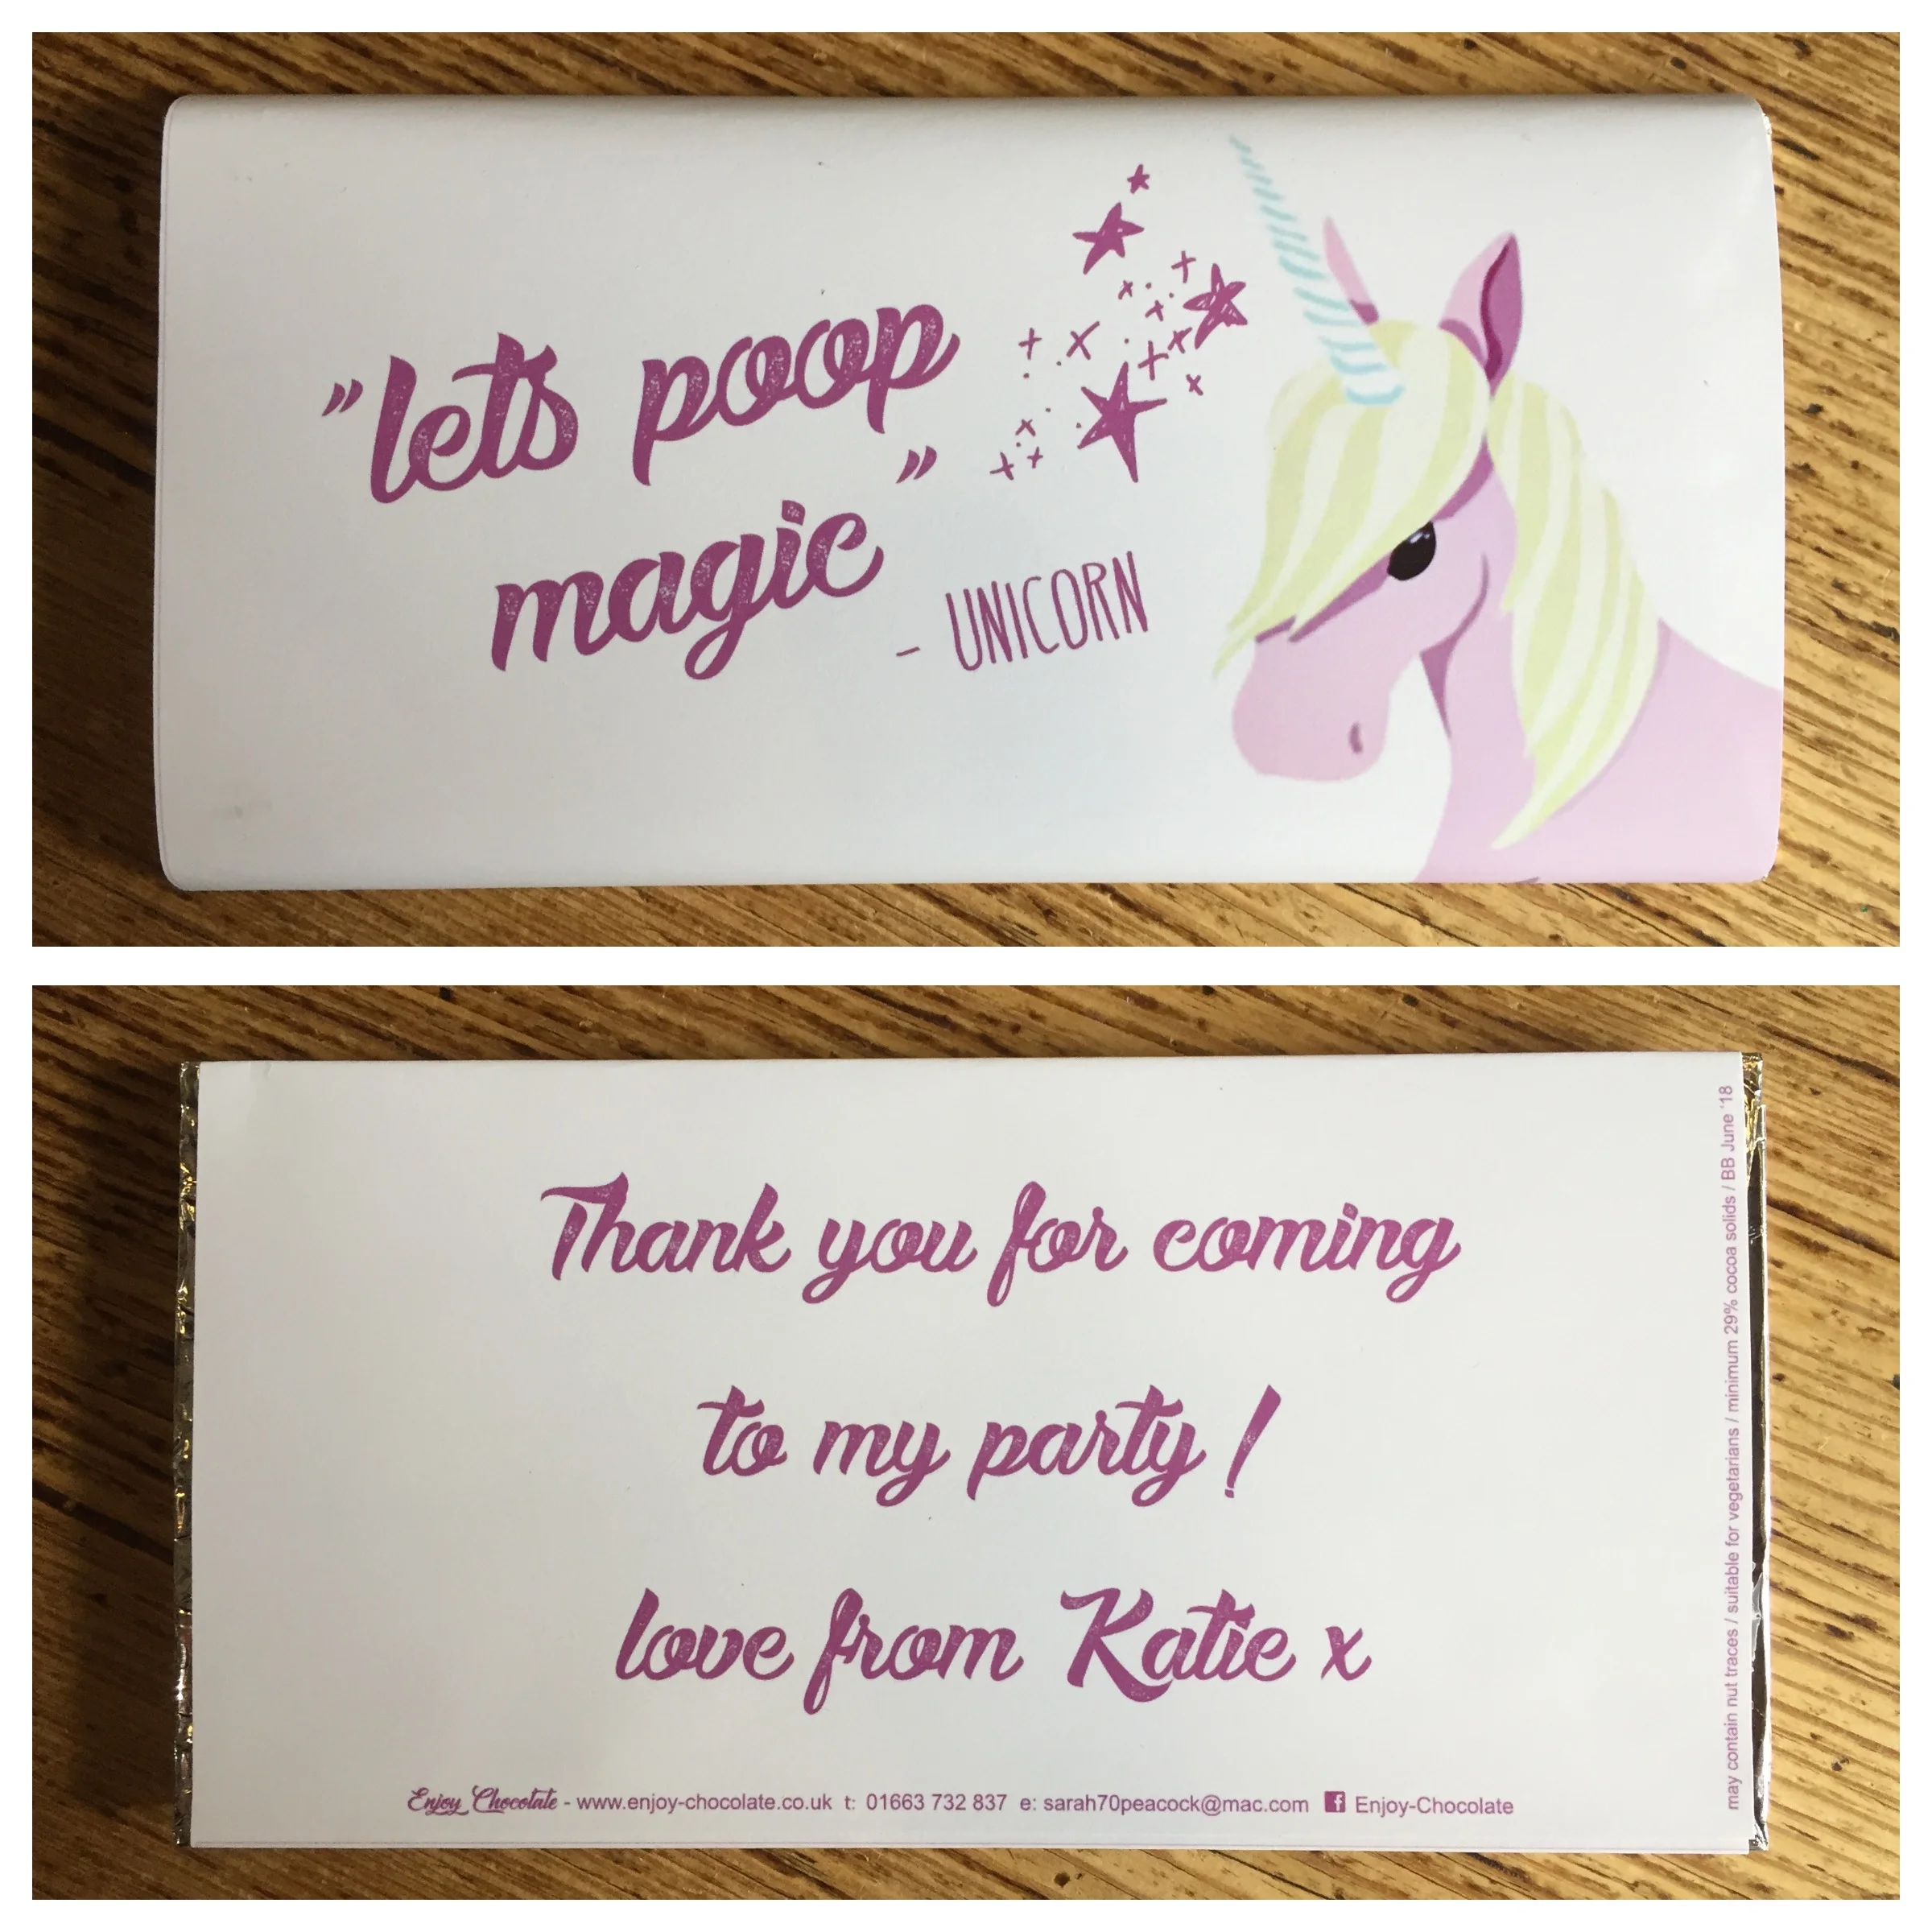 ”lets poop
magic”
- UNICORN
Thank you for coming
to my party !
love from Katie x
Enjoy Chocolate - www.enjoy-chocolate.co.uk t: 01663 732 837 e: sarah70peacock@mac.com f Enjoy-Chocolate
may contain nut traces / suitable for vegetarians / minimum 29% cocoa solids / BB June '18